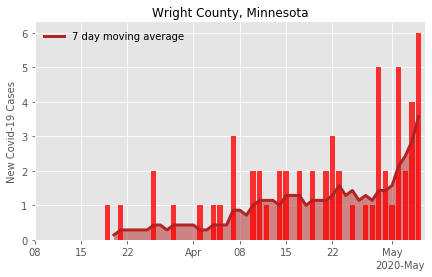 Wright County, Minnesota
7 day moving average
New Covid-19 Cases
6
5
4
3
2
1
0
08 15 22 Apr 08 15 22 May
2020-May